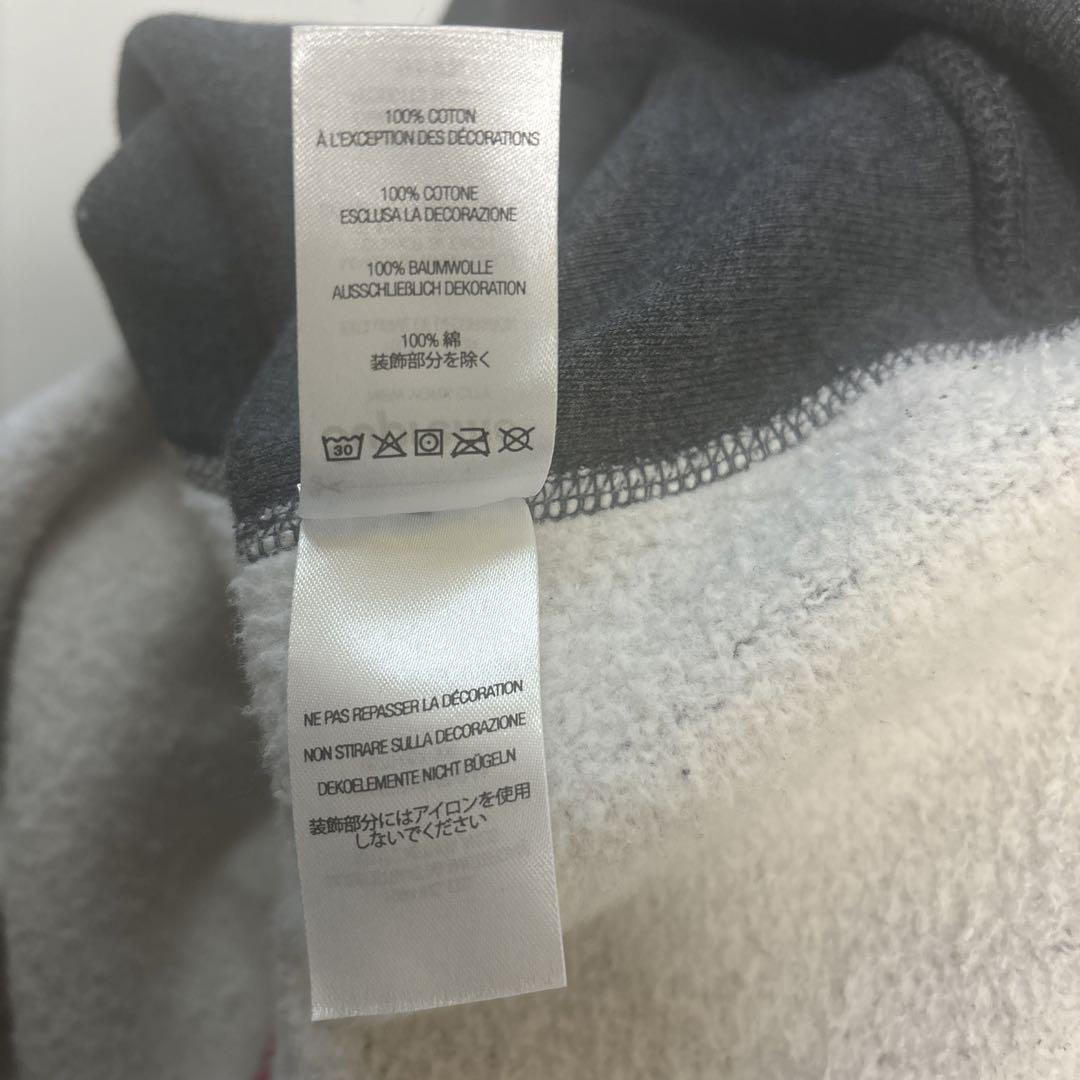 100% COTON
À L'EXCEPTION DES DÉCORATIONS
100% COTONE
ESCLUSA LA DECORAZIONE
100% BAUMWOLLE
AUSSCHLIEBLICH DEKORATION
100% 綿
装飾部分を除く
30
NE PAS REPASSER LA DÉCORATION
NON STIRARE SULLA DECORAZIONE
DEKOELEMENTE NICHT BÜGELN
装飾部分にはアイロンを使用
しないでください